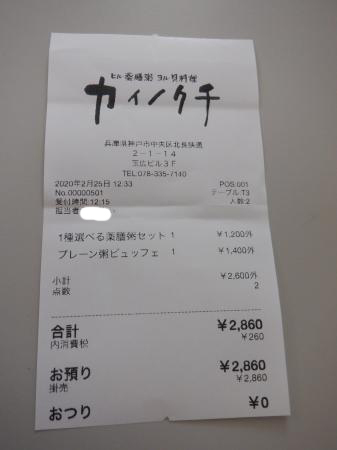 ヒル 薬膳粥 ヨル 貝料理
カイノクチ
兵庫県神戸市中央区北長狭通
2-1-14
玉広ビル3F
TEL:078-335-7140
2020年2月25日 12:33 POS:001
No.00000501 テーブル:T3
受付時間:12:15 人数:2
担当者
1種選べる薬膳粥セット 1 ¥1,200外
プレーン粥ビュッフェ 1 ¥1,400外
小計 ¥2,600外
点数 2
合計 ¥2,860
内消費税 ¥260
お預り ¥2,860
掛売 ¥2,860
おつり ¥0